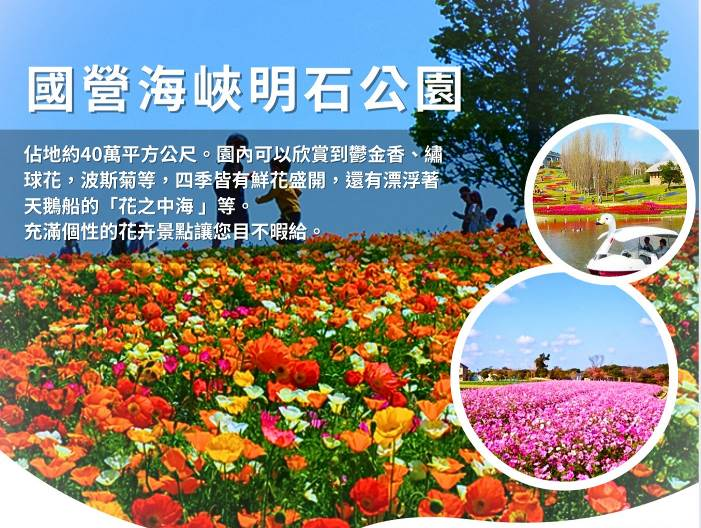 國營海峽明石公園
佔地約40萬平方公尺。園內可以欣賞到鬱金香、繡
球花，波斯菊等，四季皆有鮮花盛開，還有漂浮著
天鵝船的「花之中海」等。
充滿個性的花卉景點讓您目不暇給。